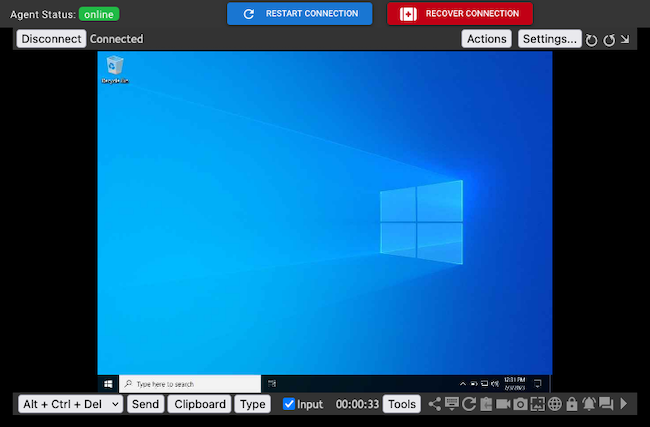 Agent Status: online
RESTART CONNECTION
RECOVER CONNECTION
Disconnect Connected
Actions
Settings...
Recycle Bin
Type here to search
12:31 PM
Alt + Ctrl + Del
Send
Clipboard
Type
Input
00:00:33
Tools